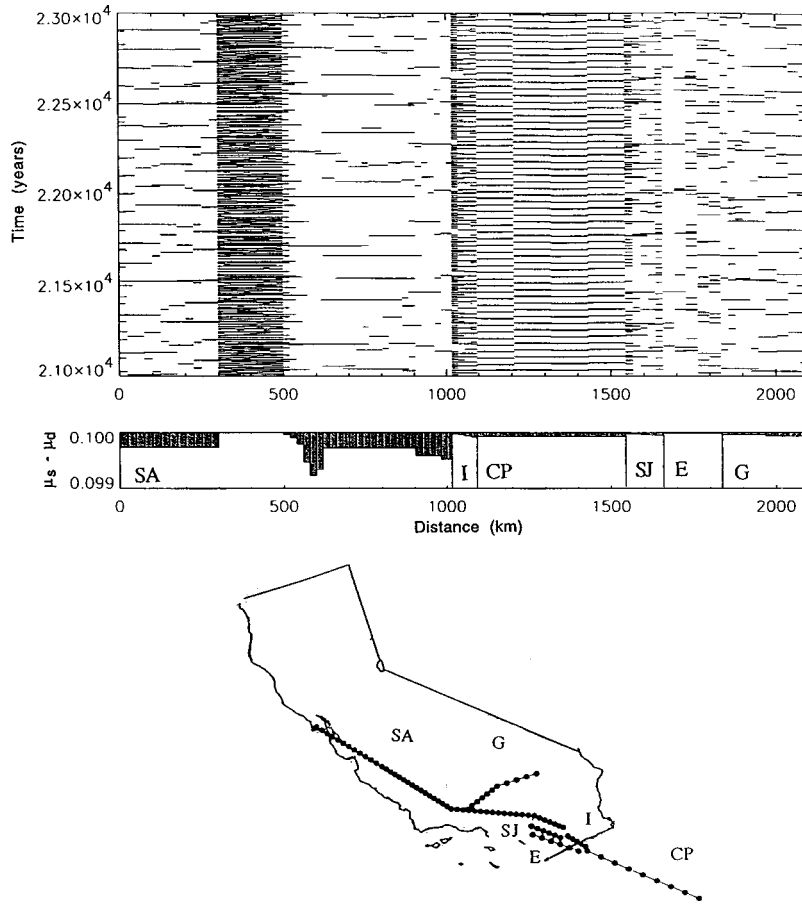 2.30×10⁴
2.25×10⁴
2.20×10⁴
2.15×10⁴
2.10×10⁴
Time (years)
0 500 1000 1500 2000
μs - μd
0.100
0.099
SA I CP SJ E G
0 500 1000 1500 2000
Distance (km)
SA
G
I
SJ
E
CP